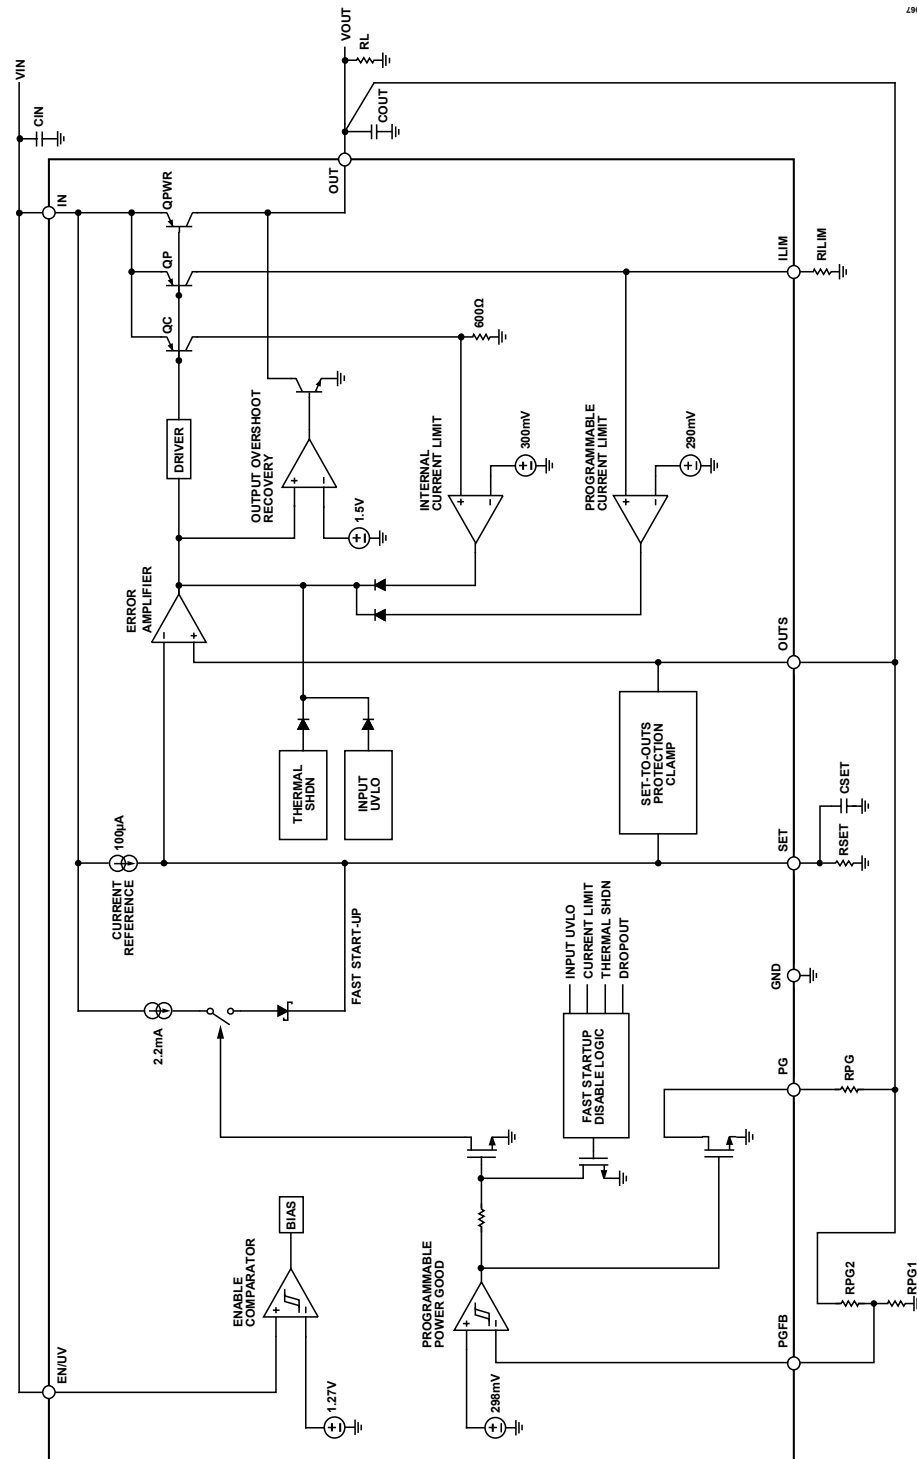 VIN
CIN
IN
EN/UV
CURRENT
REFERENCE
100µA
2.2mA
ERROR
AMPLIFIER
DRIVER
QC
QP
QPWR
ENABLE
COMPARATOR
BIAS
1.27V
THERMAL
SHDN
INPUT
UVLO
OUTPUT OVERSHOOT
RECOVERY
1.5V
FAST START-UP
OUT
VOUT
RL
COUT
PROGRAMMABLE
POWER GOOD
298mV
INTERNAL
CURRENT LIMIT
300mV
600Ω
FAST STARTUP
DISABLE LOGIC
INPUT UVLO
CURRENT LIMIT
THERMAL SHDN
DROPOUT
PROGRAMMABLE
CURRENT LIMIT
290mV
SET-TO-OUTS
PROTECTION
CLAMP
PGFB
PG
GND
SET
OUTS
ILIM
RPG2
RPG1
RPG
RSET
CSET
RILIM